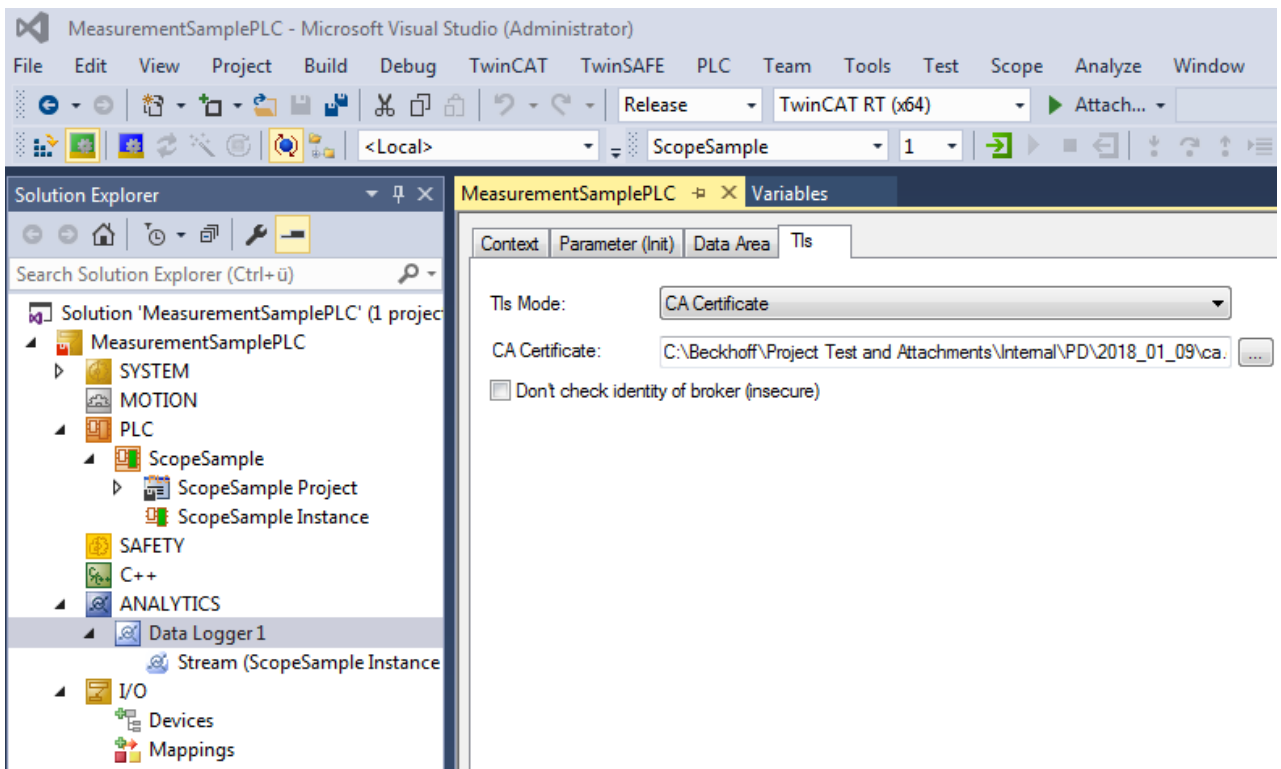 MeasurementSamplePLC - Microsoft Visual Studio (Administrator)
File Edit View Project Build Debug TwinCAT TwinSAFE PLC Team Tools Test Scope Analyze Window
Release TwinCAT RT (x64) Attach...
<Local> ScopeSample 1
Solution Explorer
MeasurementSamplePLC Variables
Context Parameter (Init) Data Area Tls
Search Solution Explorer (Ctrl+ü)
Tls Mode: CA Certificate
Solution 'MeasurementSamplePLC' (1 projec
MeasurementSamplePLC
CA Certificate: C:\Beckhoff\Project Test and Attachments\Internal\PD\2018_01_09\ca. ...
SYSTEM
Don't check identity of broker (insecure)
MOTION
PLC
ScopeSample
ScopeSample Project
ScopeSample Instance
SAFETY
C++
ANALYTICS
Data Logger 1
Stream (ScopeSample Instance
I/O
Devices
Mappings